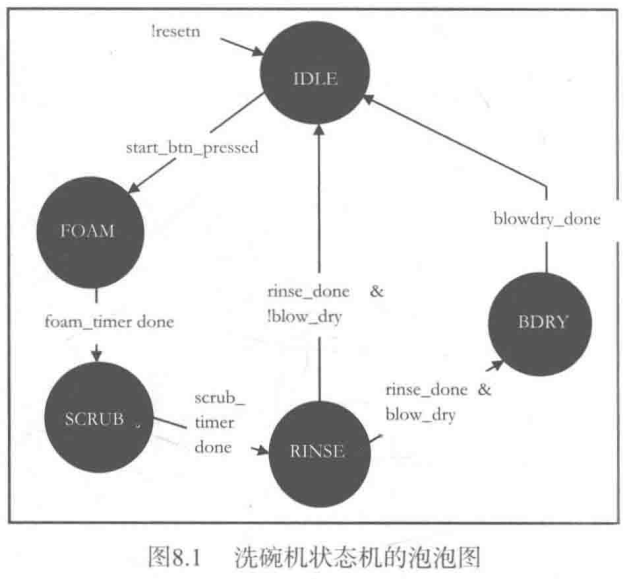 !resetn
IDLE
start_btn_pressed
FOAM
blowdry_done
rinse_done &
!blow_dry
foam_timer done
BDRY
scrub_
timer
done
rinse_done &
blow_dry
SCRUB
RINSE
图8.1 洗碗机状态机的泡泡图